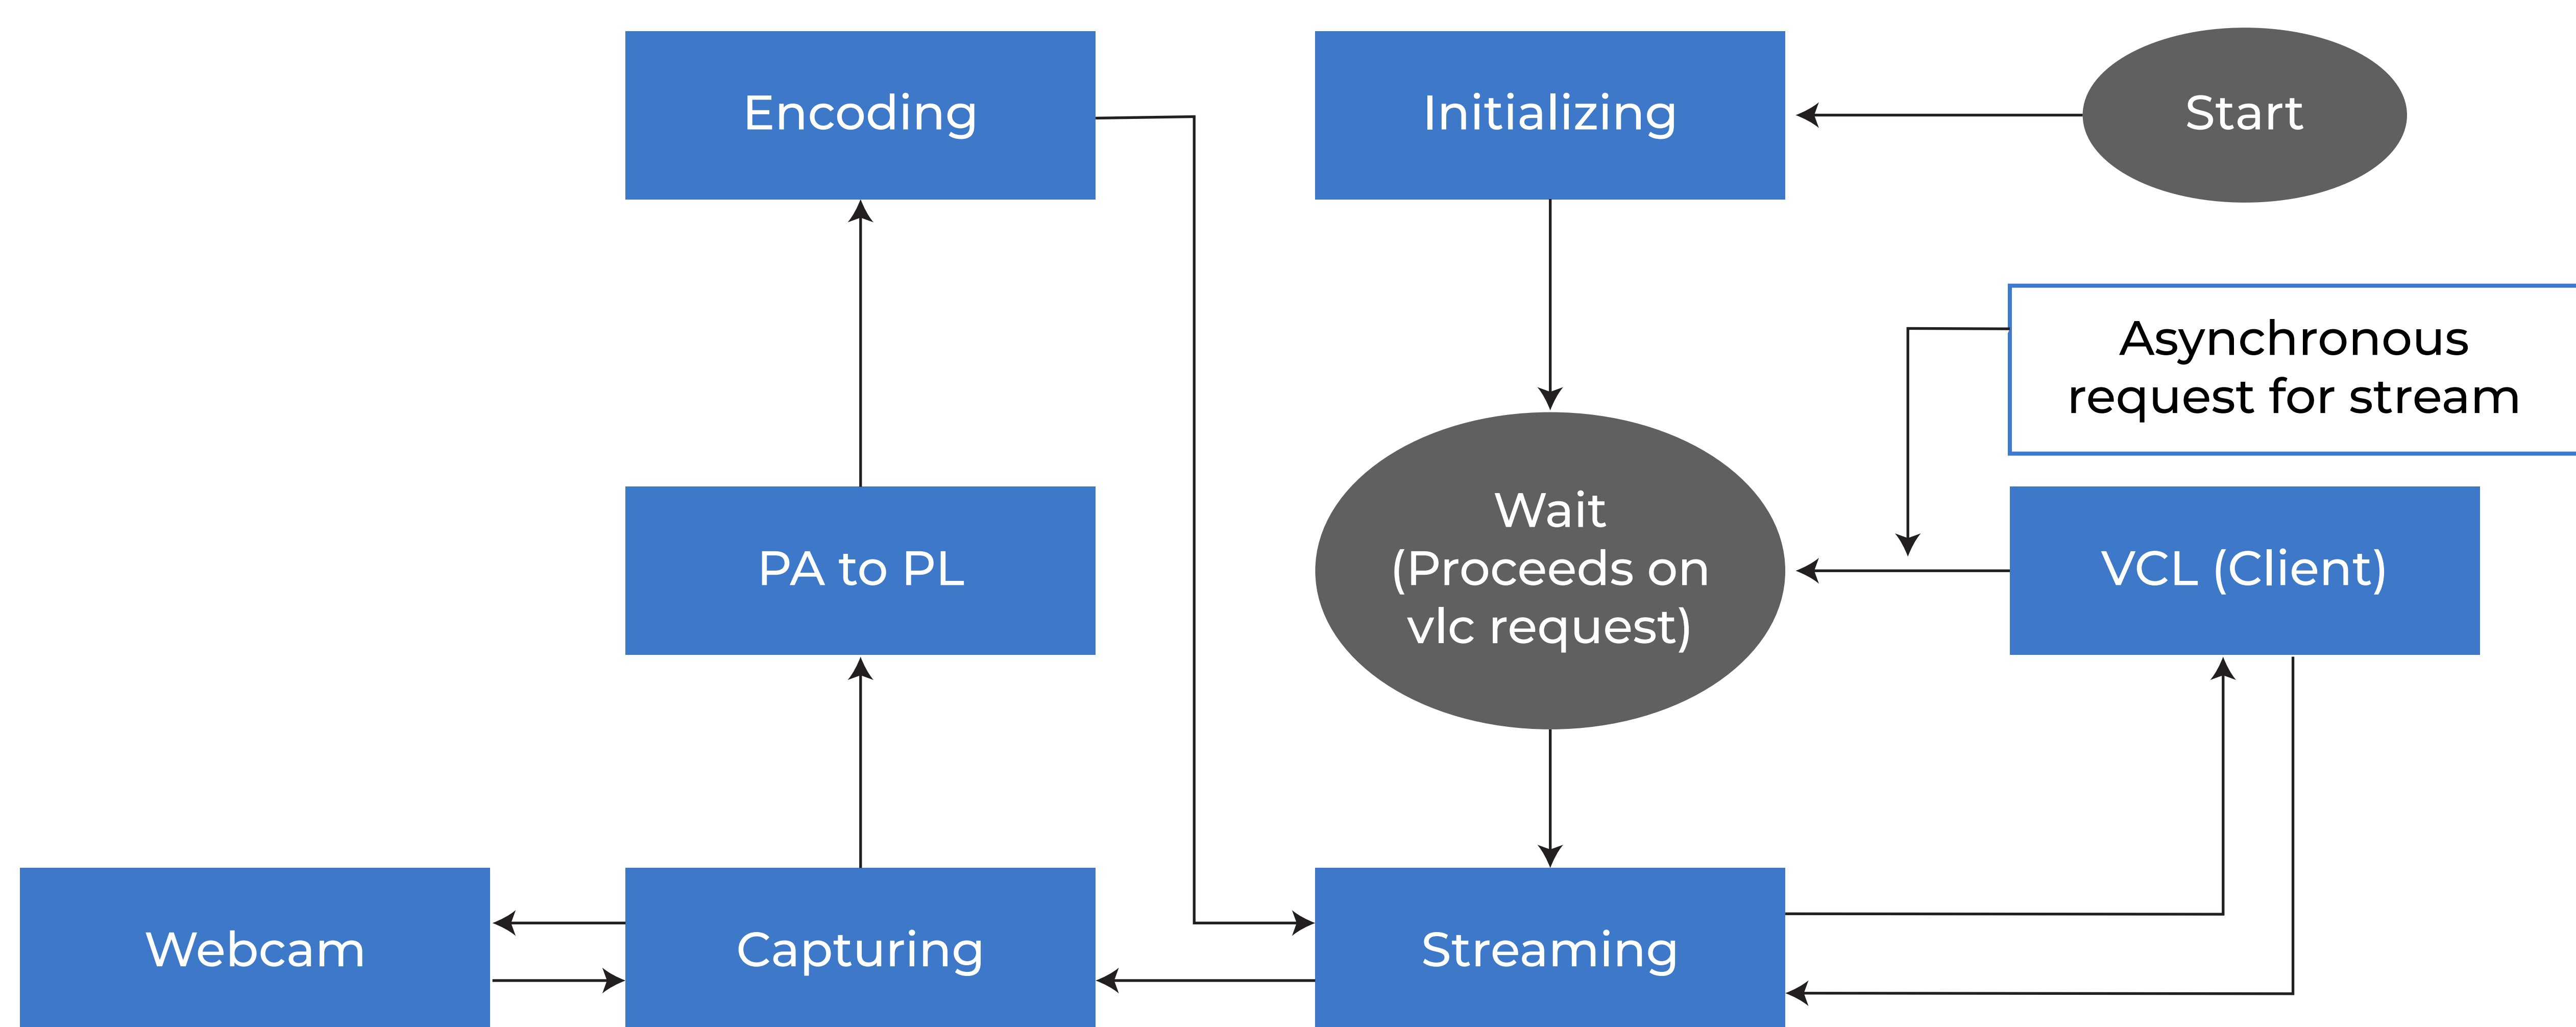 Encoding
Initializing
Start
Asynchronous
request for stream
Wait
(Proceeds on
vlc request)
PA to PL
VCL (Client)
Webcam
Capturing
Streaming